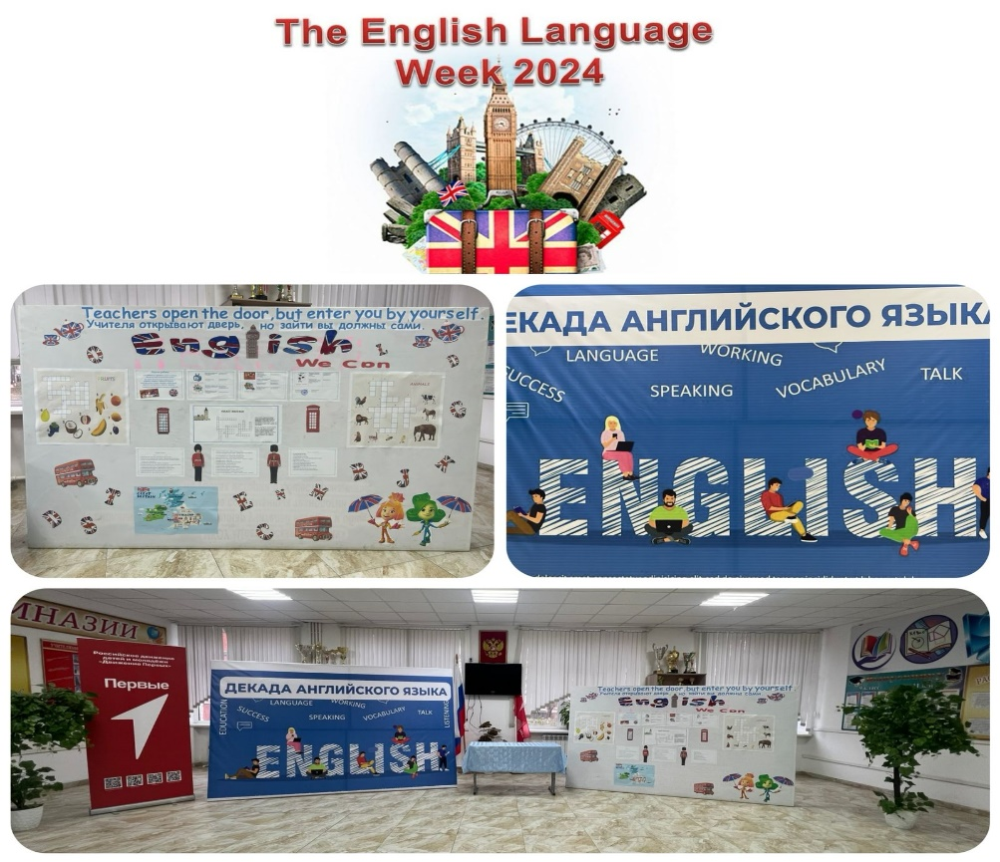 The English Language
Week 2024
Teachers open the door, but enter you by yourself.
Учителя открывают дверь, но зайти вы должны сами.
English
We Can
ЕКАДА АНГЛИЙСКОГО ЯЗЫКА
LANGUAGE
WORKING
SUCCESS
SPEAKING
VOCABULARY
TALK
ENGLISH
МНАЗИИ
Российское движение
детей и молодёжи
«Движение Первых»
Первые
ДЕКАДА АНГЛИЙСКОГО ЯЗЫКА
EDUCATION
LANGUAGE
WORKING
SUCCESS
SPEAKING
VOCABULARY
TALK
LISTENING
ENGLISH
Teachers open the door, but enter you by yourself.
Учителя открывают дверь, но зайти вы должны сами.
English
We Can